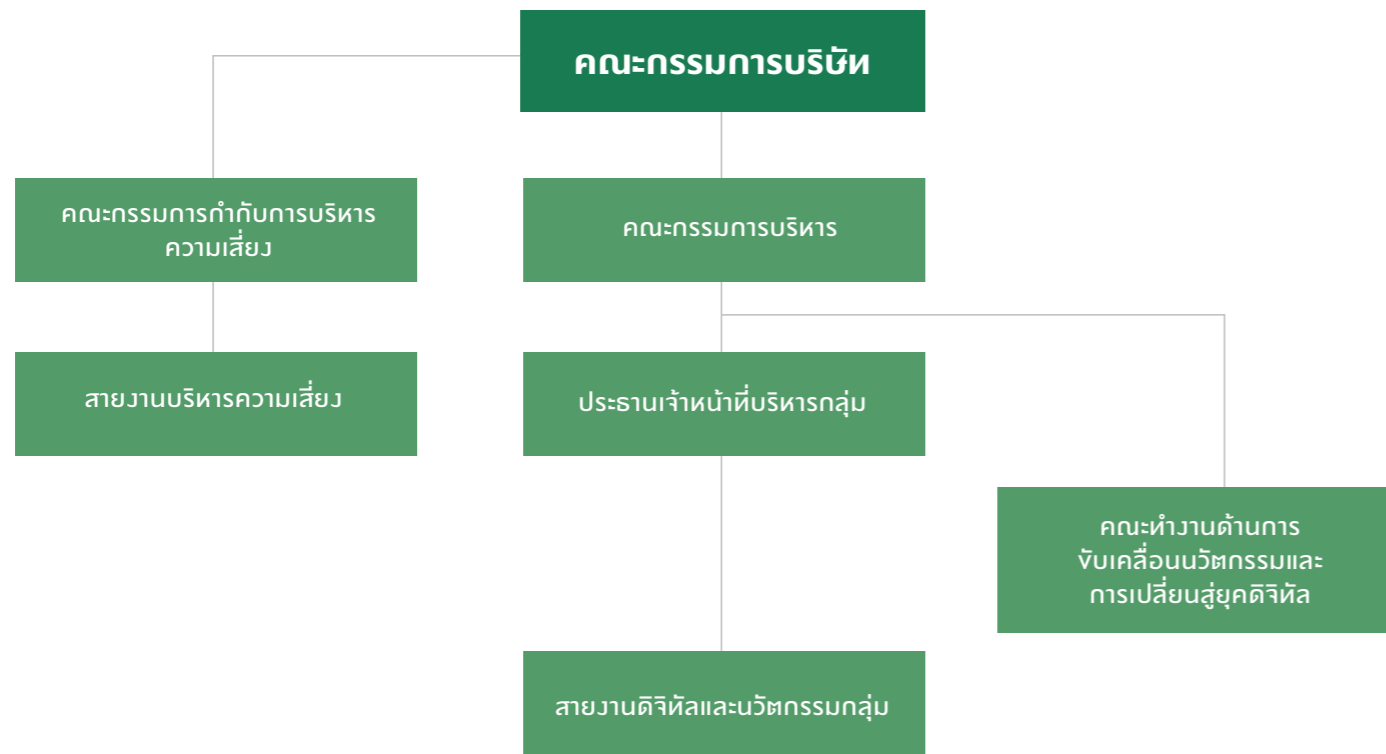 คณะกรรมการบริษัท
คณะกรรมการกำกับการบริหาร
ความเสี่ยง
คณะกรรมการบริหาร
สายงานบริหารความเสี่ยง
ประธานเจ้าหน้าที่บริหารกลุ่ม
คณะทำงานด้านการ
ขับเคลื่อนนวัตกรรมและ
การเปลี่ยนสู่ยุคดิจิทัล
สายงานดิจิทัลและนวัตกรรมกลุ่ม